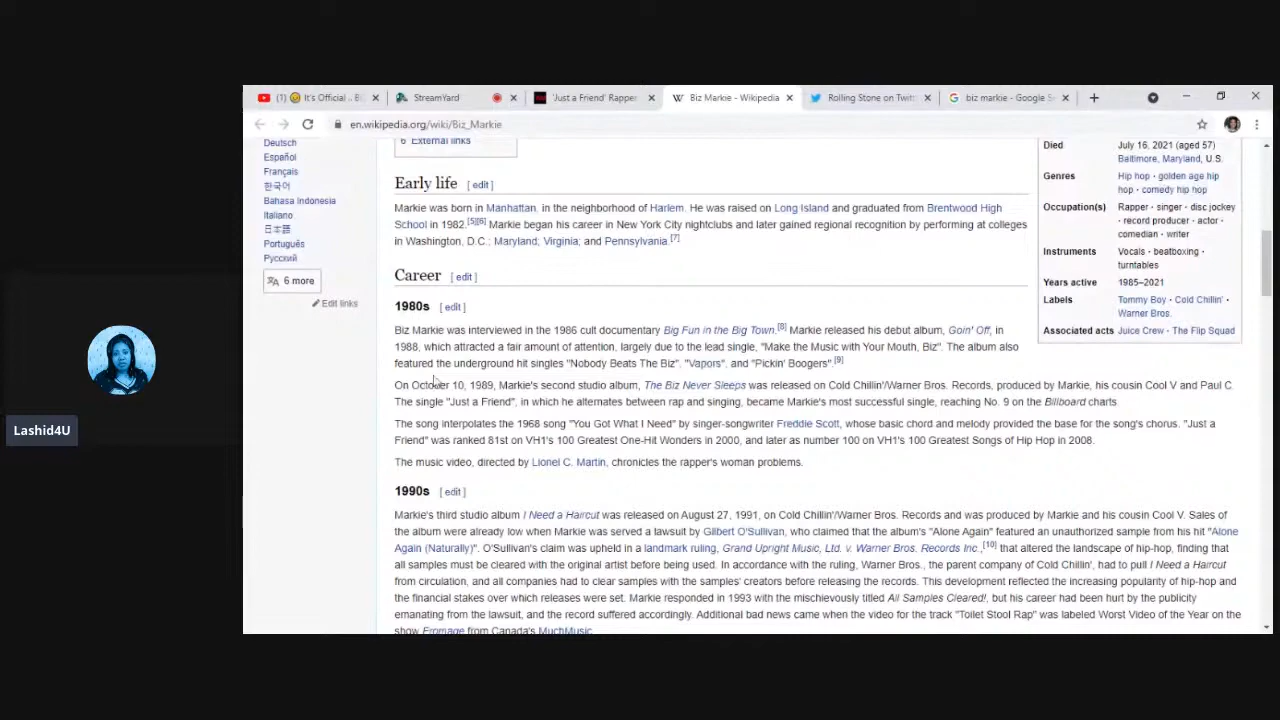 (1) It's Official .. Bi
StreamYard
'Just a Friend' Rapper
Biz Markie - Wikipedia
Rolling Stone on Twitt
biz markie - Google S
en.wikipedia.org/wiki/Biz_Markie
Deutsch
Español
Français
한국어
Bahasa Indonesia
Italiano
日本語
Português
Русский
6 more
Edit links
Lashid4U
6 External links
Early life [ edit ]
Markie was born in Manhattan, in the neighborhood of Harlem. He was raised on Long Island and graduated from Brentwood High
School in 1982.[5][6] Markie began his career in New York City nightclubs and later gained regional recognition by performing at colleges
in Washington, D.C.; Maryland; Virginia; and Pennsylvania.[7]
Career [ edit ]
1980s [ edit ]
Biz Markie was interviewed in the 1986 cult documentary Big Fun in the Big Town.[8] Markie released his debut album, Goin' Off, in
1988, which attracted a fair amount of attention, largely due to the lead single, "Make the Music with Your Mouth, Biz". The album also
featured the underground hit singles "Nobody Beats The Biz", "Vapors", and "Pickin' Boogers".[9]
On October 10, 1989, Markie's second studio album, The Biz Never Sleeps was released on Cold Chillin'/Warner Bros. Records, produced by Markie, his cousin Cool V and Paul C.
The single "Just a Friend", in which he alternates between rap and singing, became Markie's most successful single, reaching No. 9 on the Billboard charts
The song interpolates the 1968 song "You Got What I Need" by singer-songwriter Freddie Scott, whose basic chord and melody provided the base for the song's chorus. "Just a
Friend" was ranked 81st on VH1's 100 Greatest One-Hit Wonders in 2000, and later as number 100 on VH1's 100 Greatest Songs of Hip Hop in 2008.
The music video, directed by Lionel C. Martin, chronicles the rapper's woman problems.
1990s [ edit ]
Markie's third studio album I Need a Haircut was released on August 27, 1991, on Cold Chillin'/Warner Bros. Records and was produced by Markie and his cousin Cool V. Sales of
the album were already low when Markie was served a lawsuit by Gilbert O'Sullivan, who claimed that the album's "Alone Again" featured an unauthorized sample from his hit "Alone
Again (Naturally)". O'Sullivan's claim was upheld in a landmark ruling, Grand Upright Music, Ltd. v. Warner Bros. Records Inc.,[10] that altered the landscape of hip-hop, finding that
all samples must be cleared with the original artist before being used. In accordance with the ruling, Warner Bros., the parent company of Cold Chillin', had to pull I Need a Haircut
from circulation, and all companies had to clear samples with the samples' creators before releasing the records. This development reflected the increasing popularity of hip-hop and
the financial stakes over which releases were set. Markie responded in 1993 with the mischievously titled All Samples Cleared!, but his career had been hurt by the publicity
emanating from the lawsuit, and the record suffered accordingly. Additional bad news came when the video for the track "Toilet Stool Rap" was labeled Worst Video of the Year on the
show Fromage from Canada's MuchMusic.
Died July 16, 2021 (aged 57)
Baltimore, Maryland, U.S.
Genres Hip hop · golden age hip
hop · comedy hip hop
Occupation(s) Rapper · singer · disc jockey
· record producer · actor ·
comedian · writer
Instruments Vocals · beatboxing ·
turntables
Years active 1985–2021
Labels Tommy Boy · Cold Chillin' ·
Warner Bros.
Associated acts Juice Crew · The Flip Squad